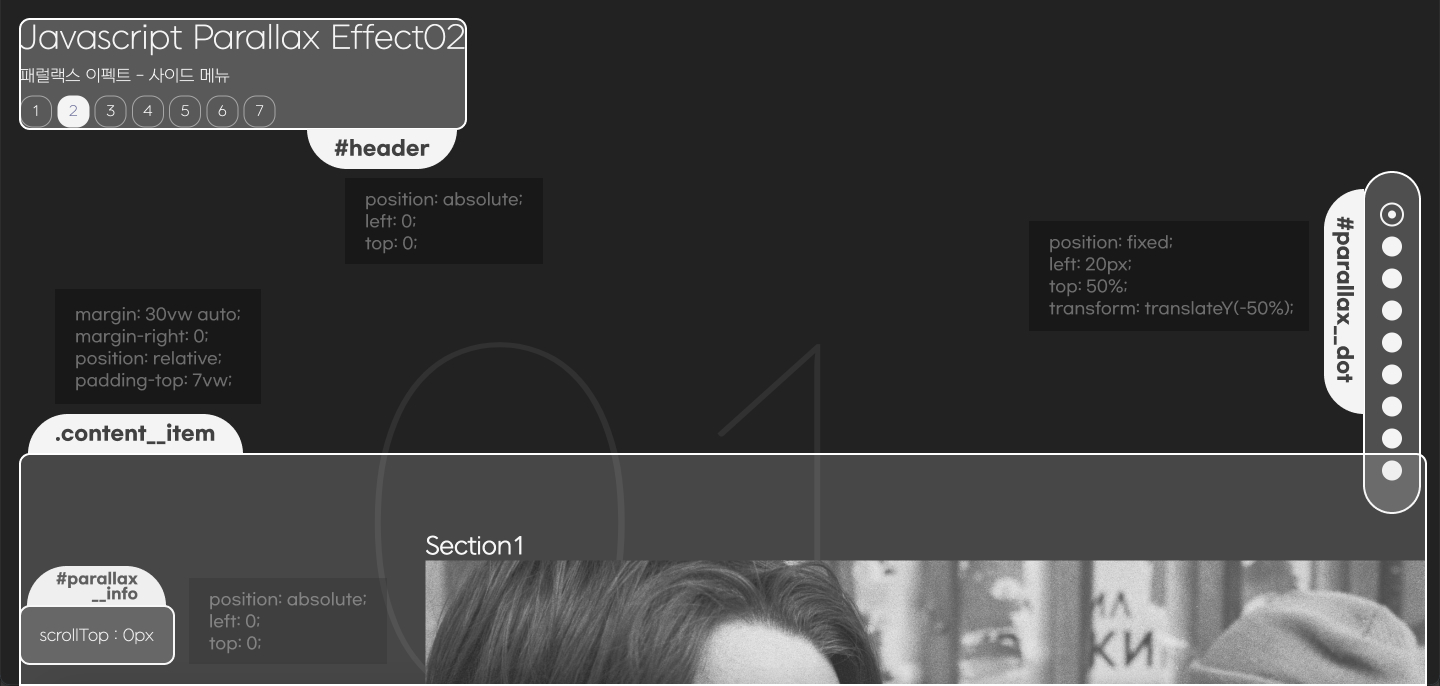 Javascript Parallax Effect02
패럴랙스 이펙트 - 사이드 메뉴
1 2 3 4 5 6 7
#header
position: absolute;
left: 0;
top: 0;
position: fixed;
left: 20px;
top: 50%;
transform: translateY(-50%);
#parallax__dot
margin: 30vw auto;
margin-right: 0;
position: relative;
padding-top: 7vw;
.content__item
01
Section1
#parallax
__info
scrollTop : 0px
position: absolute;
left: 0;
top: 0;